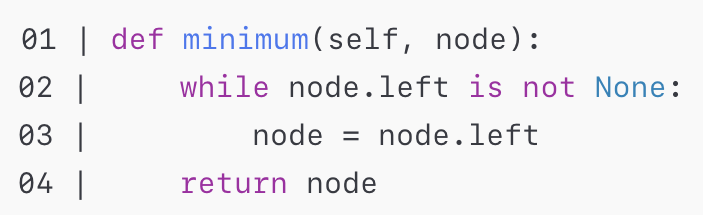 01 | def minimum(self, node):
02 |     while node.left is not None:
03 |         node = node.left
04 |     return node